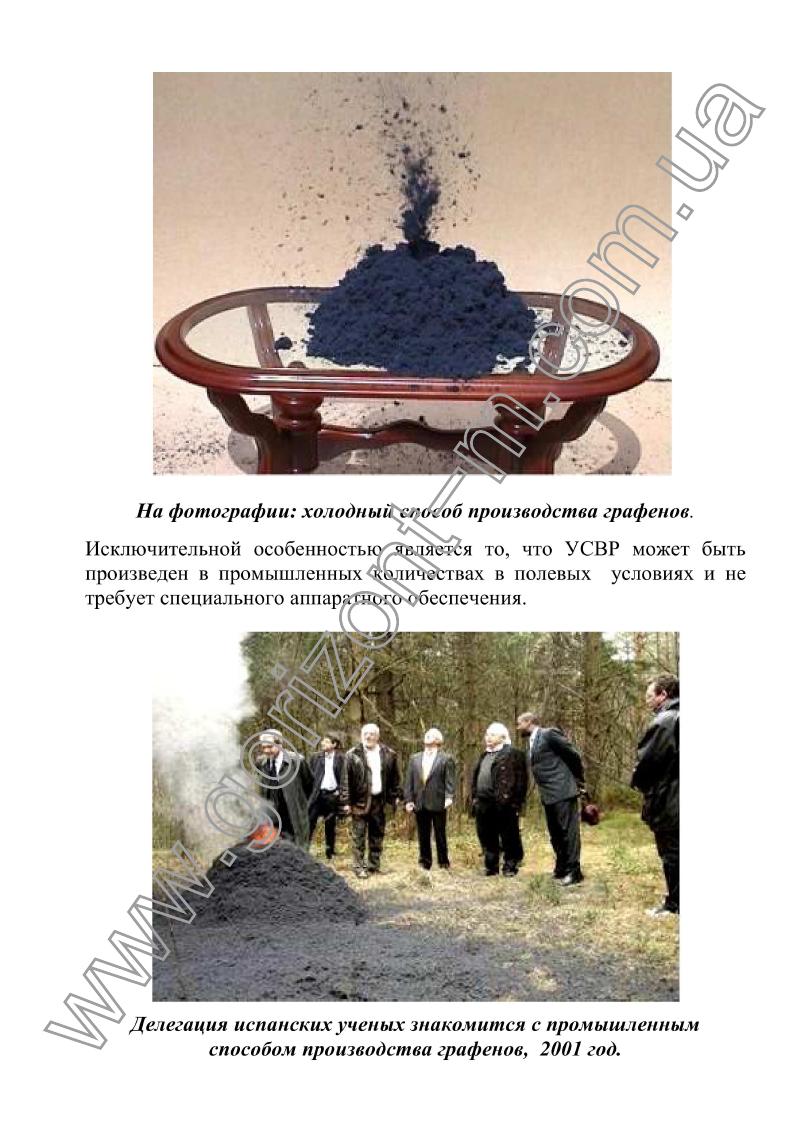 На фотографии: холодный способ производства графенов.
Исключительной особенностью является то, что УСВР может быть
произведен в промышленных количествах в полевых условиях и не
требует специального аппаратного обеспечения.
Делегация испанских ученых знакомится с промышленным
способом производства графенов, 2001 год.
www.gorizont-m.com.ua